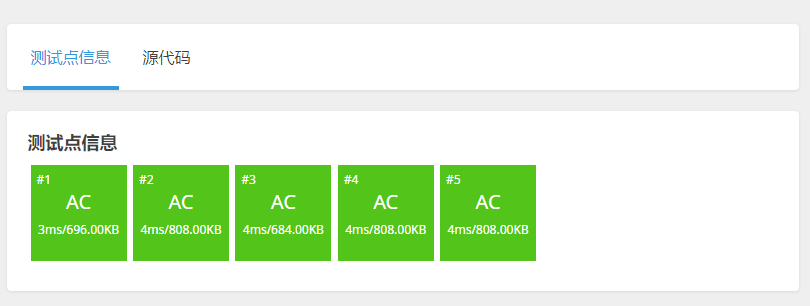 测试点信息 源代码
测试点信息
#1 #2 #3 #4 #5
AC AC AC AC AC
3ms/696.00KB 4ms/808.00KB 4ms/684.00KB 4ms/808.00KB 4ms/808.00KB